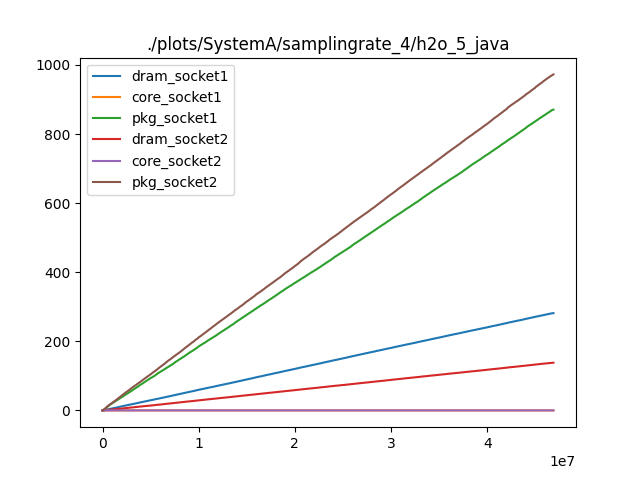 ./plots/SystemA/samplingrate_4/h2o_5_java
1000
800
600
400
200
0
dram_socket1
core_socket1
pkg_socket1
dram_socket2
core_socket2
pkg_socket2
0 1 2 3 4
1e7